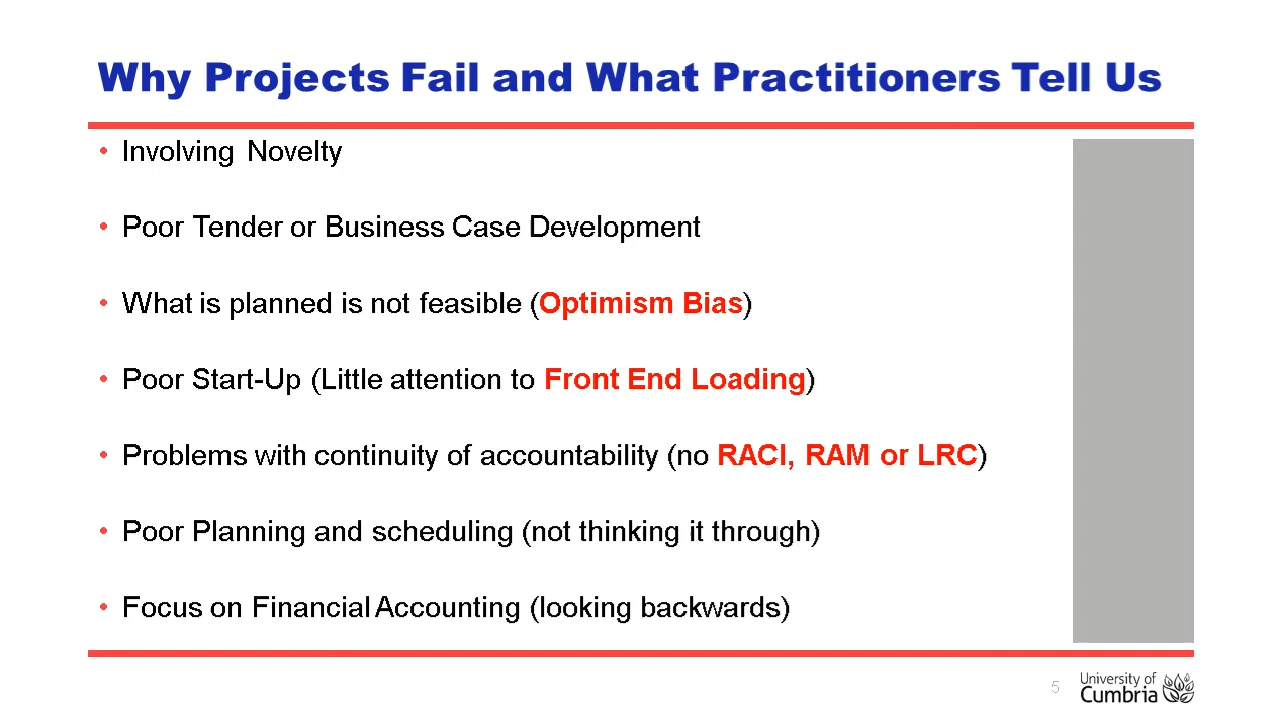 Why Projects Fail and What Practitioners Tell Us
• Involving Novelty
• Poor Tender or Business Case Development
• What is planned is not feasible (Optimism Bias)
• Poor Start-Up (Little attention to Front End Loading)
• Problems with continuity of accountability (no RACI, RAM or LRC)
• Poor Planning and scheduling (not thinking it through)
• Focus on Financial Accounting (looking backwards)
5
University of
Cumbria